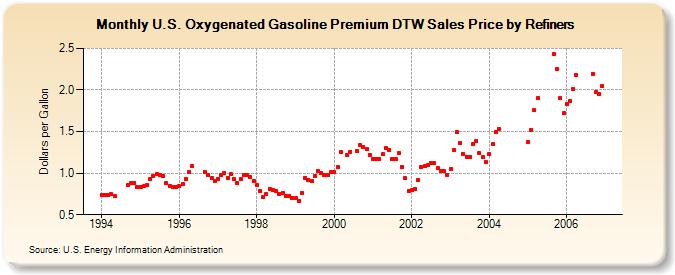 Monthly U.S. Oxygenated Gasoline Premium DTW Sales Price by Refiners
Dollars per Gallon
2.5
2.0
1.5
1.0
0.5
1994 1996 1998 2000 2002 2004 2006
Source: U.S. Energy Information Administration